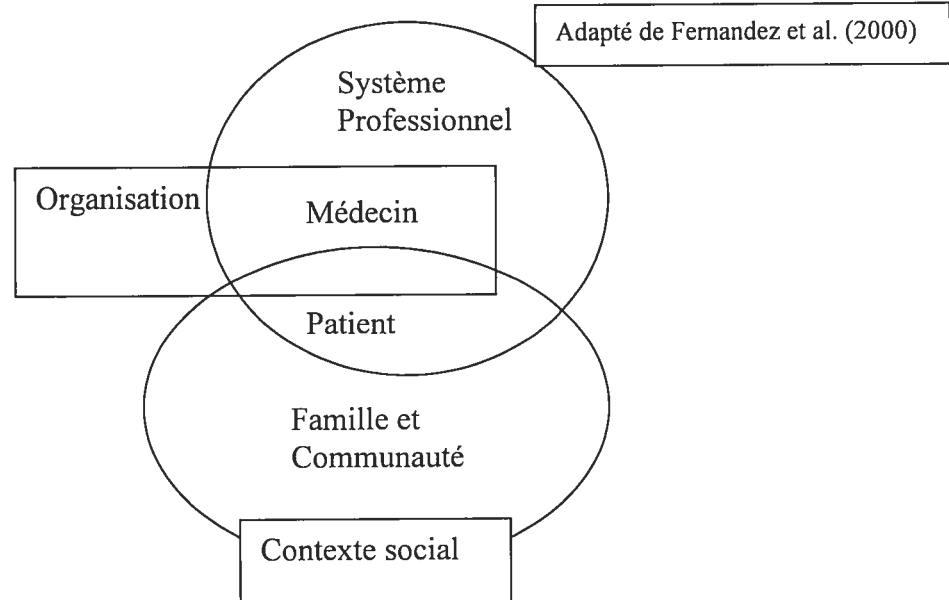 Adapté de Fernandez et al. (2000)
Système
Professionnel
Organisation
Médecin
Patient
Famille et
Communauté
Contexte social